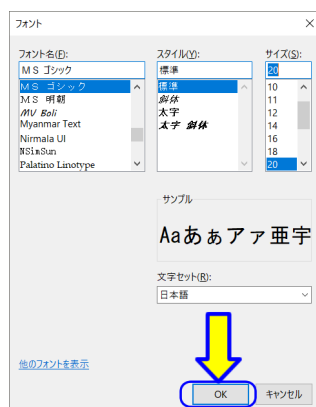 フォント
フォント名(F):
ＭＳ ゴシック
ＭＳ ゴシック
ＭＳ 明朝
MV Boli
Myanmar Text
Nirmala UI
NSimSun
Palatino Linotype
スタイル(Y):
標準
標準
斜体
太字
太字 斜体
サイズ(S):
20
10
11
12
14
16
18
20
サンプル
Aaあぁアァ亜宇
文字セット(R):
日本語
他のフォントを表示
OK
キャンセル